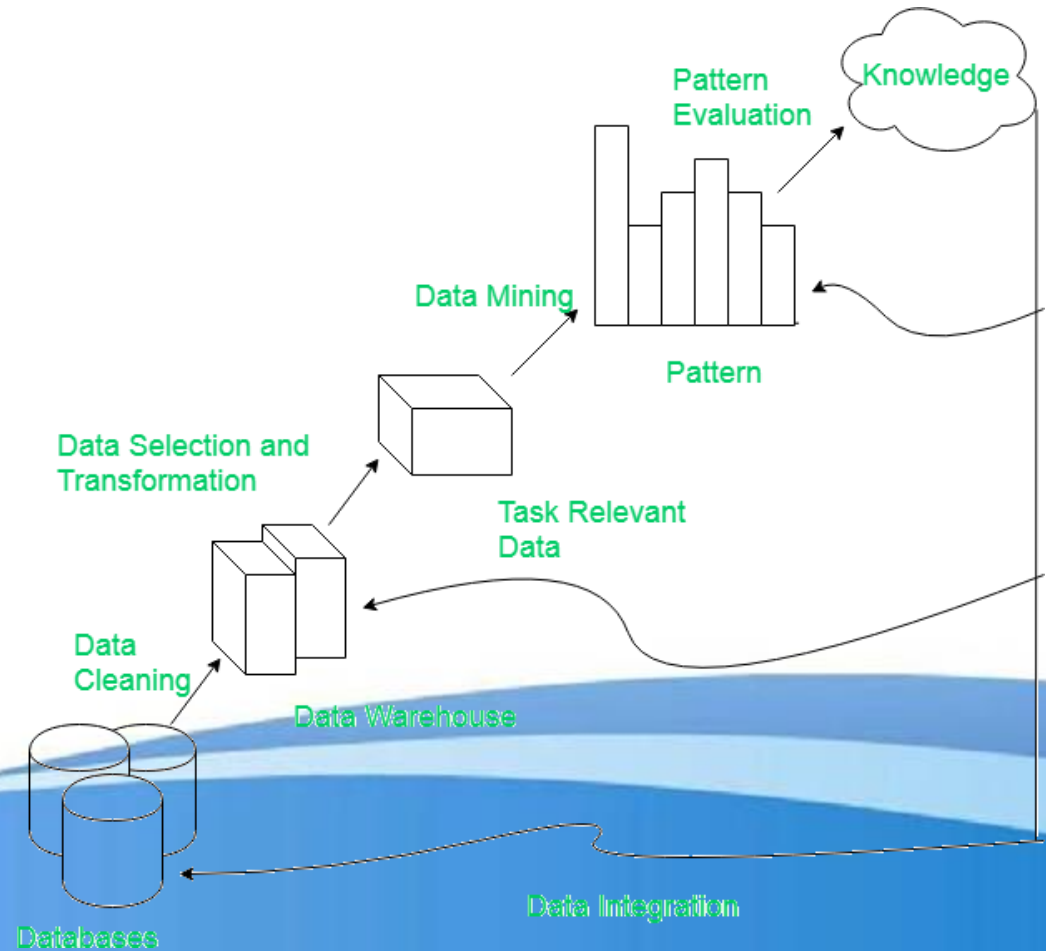 Knowledge
Pattern
Evaluation
Data Mining
Pattern
Data Selection and
Transformation
Task Relevant
Data
Data
Cleaning
Data Warehouse
Data Integration
Databases